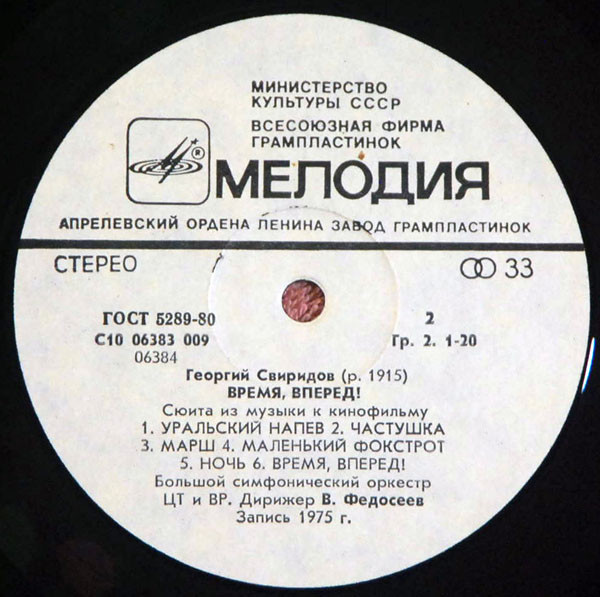 МИНИСТЕРСТВО
КУЛЬТУРЫ СССР
ВСЕСОЮЗНАЯ ФИРМА
ГРАМПЛАСТИНОК
®
МЕЛОДИЯ
АПРЕЛЕВСКИЙ ОРДЕНА ЛЕНИНА ЗАВОД ГРАМПЛАСТИНОК
СТЕРЕО 33
ГОСТ 5289-80 2
С10 06383 009 Гр. 2. 1-20
06384
Георгий Свиридов (р. 1915)
ВРЕМЯ, ВПЕРЕД!
Сюита из музыки к кинофильму
1. УРАЛЬСКИЙ НАПЕВ 2. ЧАСТУШКА
3. МАРШ 4. МАЛЕНЬКИЙ ФОКСТРОТ
5. НОЧЬ 6. ВРЕМЯ, ВПЕРЕД!
Большой симфонический оркестр
ЦТ и ВР. Дирижер В. Федосеев
Запись 1975 г.